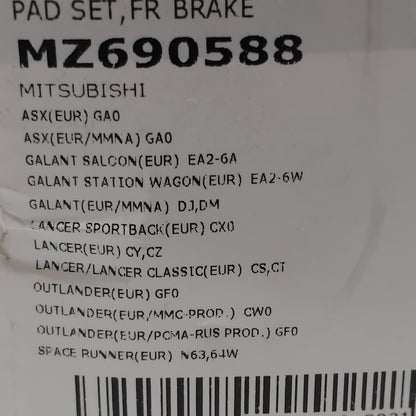 PAD SET,FR BRAKE
MZ690588
MITSUBISHI
ASX(EUR) GA0
ASX(EUR/MMNA) GA0
GALANT SALOON(EUR) EA2-6A
GALANT STATION WAGON(EUR) EA2-6W
GALANT(EUR/MMNA) DJ,DM
LANCER SPORTBACK(EUR) CX0
LANCER(EUR) CY,CZ
LANCER/LANCER CLASSIC(EUR) CS,CT
OUTLANDER(EUR) GF0
OUTLANDER(EUR/MMC-PROD.) CW0
OUTLANDER(EUR/PCMA-RUS PROD.) GF0
SPACE RUNNER(EUR) N63,64W